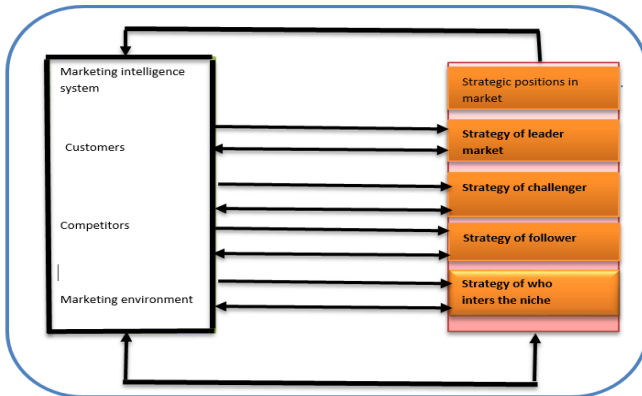 Marketing intelligence
system
Customers
Competitors
Marketing environment
Strategic positions in
market
Strategy of leader
market
Strategy of challenger
Strategy of follower
Strategy of who
inters the niche